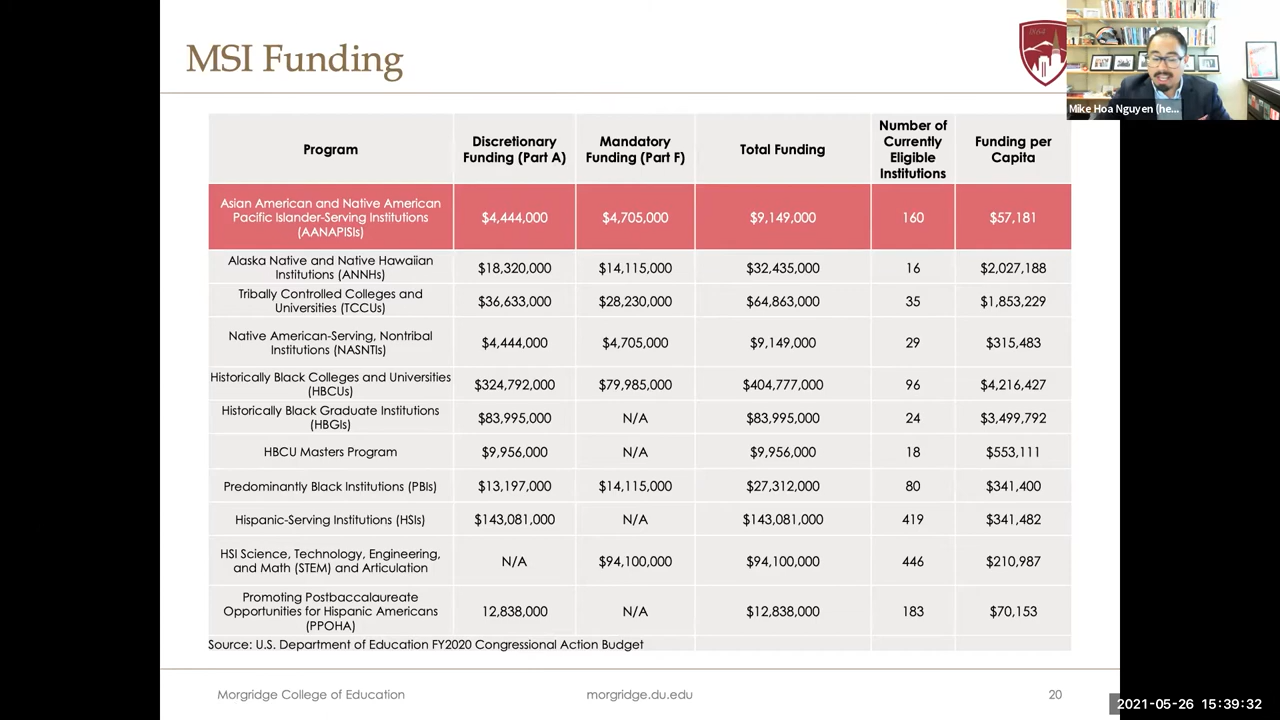 MSI Funding
1864
Mike Hoa Nguyen (he...
Program
Discretionary
Funding (Part A)
Mandatory
Funding (Part F)
Total Funding
Number of
Currently
Eligible
Institutions
Funding per
Capita
Asian American and Native American
Pacific Islander-Serving Institutions
(AANAPISIs)
$4,444,000
$4,705,000
$9,149,000
160
$57,181
Alaska Native and Native Hawaiian
Institutions (ANNHs)
$18,320,000
$14,115,000
$32,435,000
16
$2,027,188
Tribally Controlled Colleges and
Universities (TCCUs)
$36,633,000
$28,230,000
$64,863,000
35
$1,853,229
Native American-Serving, Nontribal
Institutions (NASNTIs)
$4,444,000
$4,705,000
$9,149,000
29
$315,483
Historically Black Colleges and Universities
(HBCUs)
$324,792,000
$79,985,000
$404,777,000
96
$4,216,427
Historically Black Graduate Institutions
(HBGIs)
$83,995,000
N/A
$83,995,000
24
$3,499,792
HBCU Masters Program
$9,956,000
N/A
$9,956,000
18
$553,111
Predominantly Black Institutions (PBIs)
$13,197,000
$14,115,000
$27,312,000
80
$341,400
Hispanic-Serving Institutions (HSIs)
$143,081,000
N/A
$143,081,000
419
$341,482
HSI Science, Technology, Engineering,
and Math (STEM) and Articulation
N/A
$94,100,000
$94,100,000
446
$210,987
Promoting Postbaccalaureate
Opportunities for Hispanic Americans
(PPOHA)
12,838,000
N/A
$12,838,000
183
$70,153
Source: U.S. Department of Education FY2020 Congressional Action Budget
Morgridge College of Education
morgridge.du.edu
20
2021-05-26 15:39:32